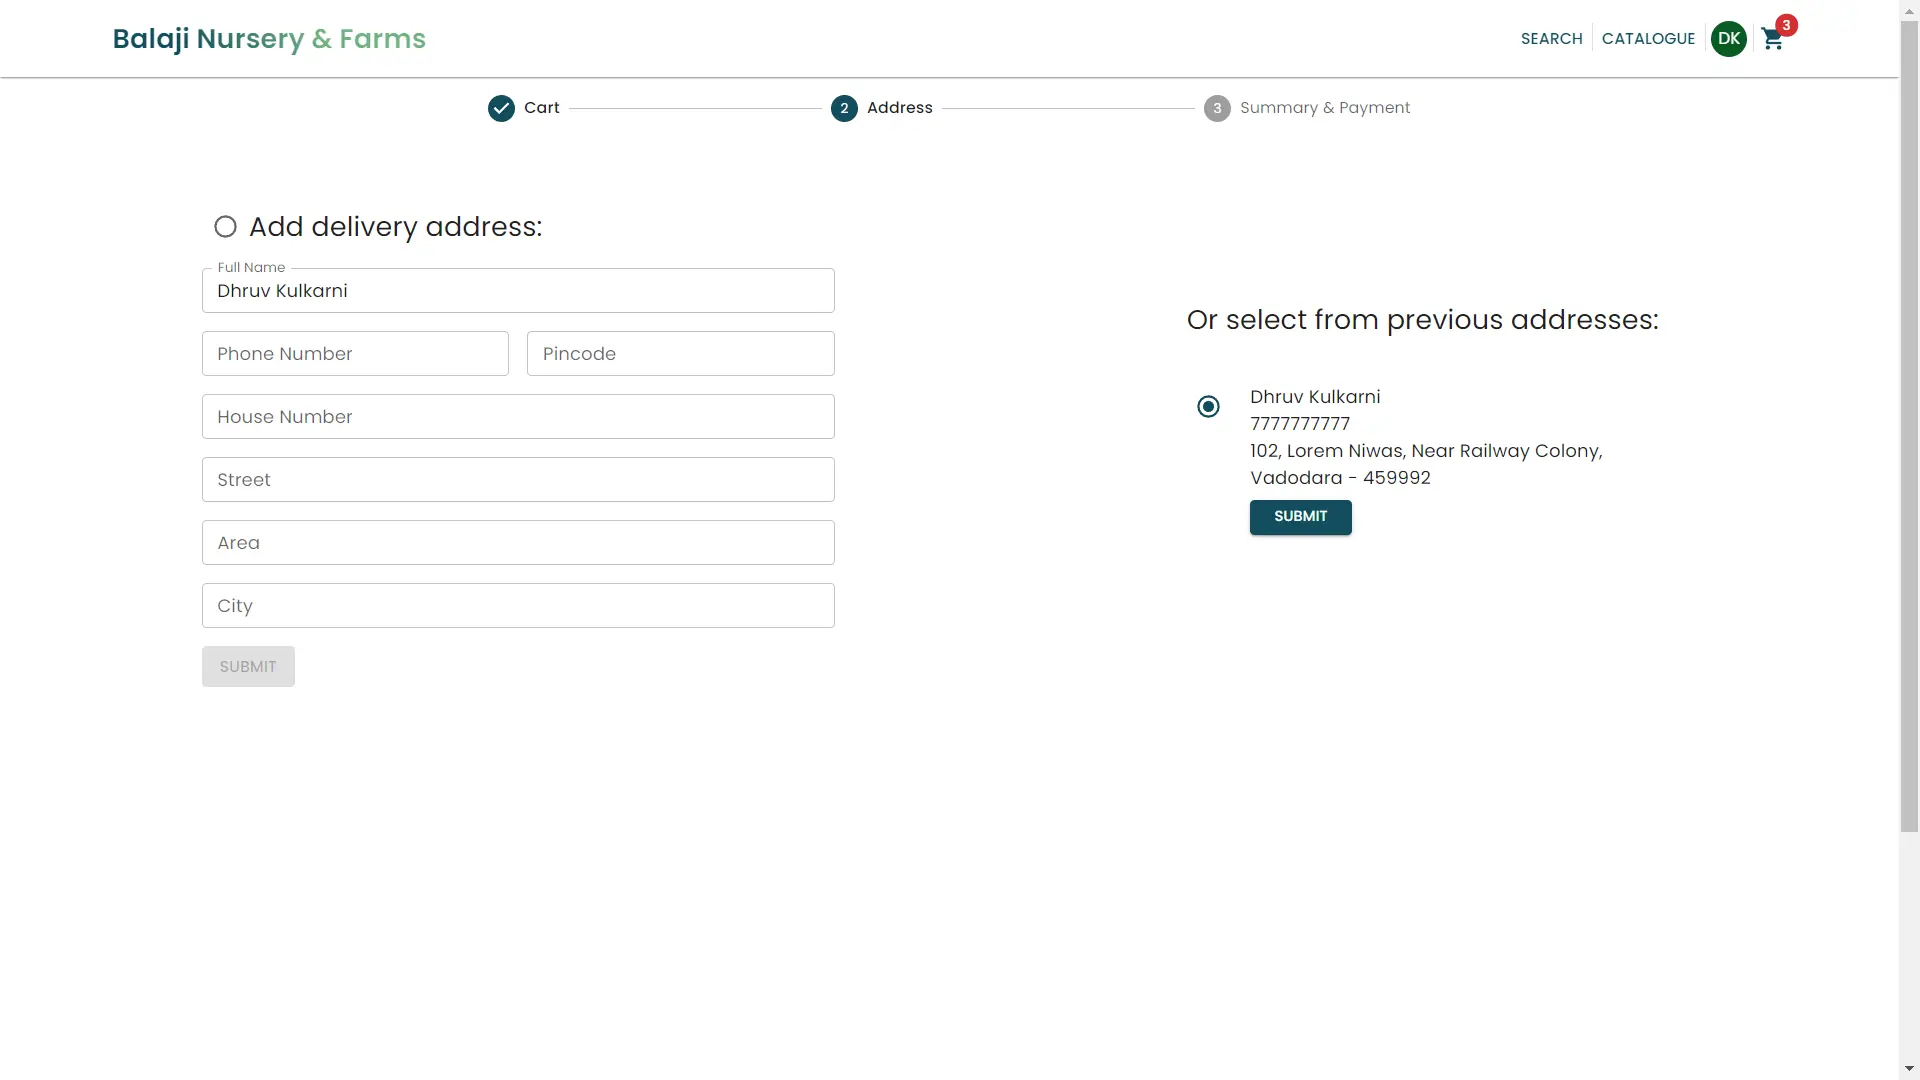 Balaji Nursery & Farms
SEARCH
CATALOGUE
DK
3
Cart
2
Address
3
Summary & Payment
Add delivery address:
Full Name
Dhruv Kulkarni
Phone Number
Pincode
House Number
Street
Area
City
SUBMIT
Or select from previous addresses:
Dhruv Kulkarni
7777777777
102, Lorem Niwas, Near Railway Colony,
Vadodara - 459992
SUBMIT